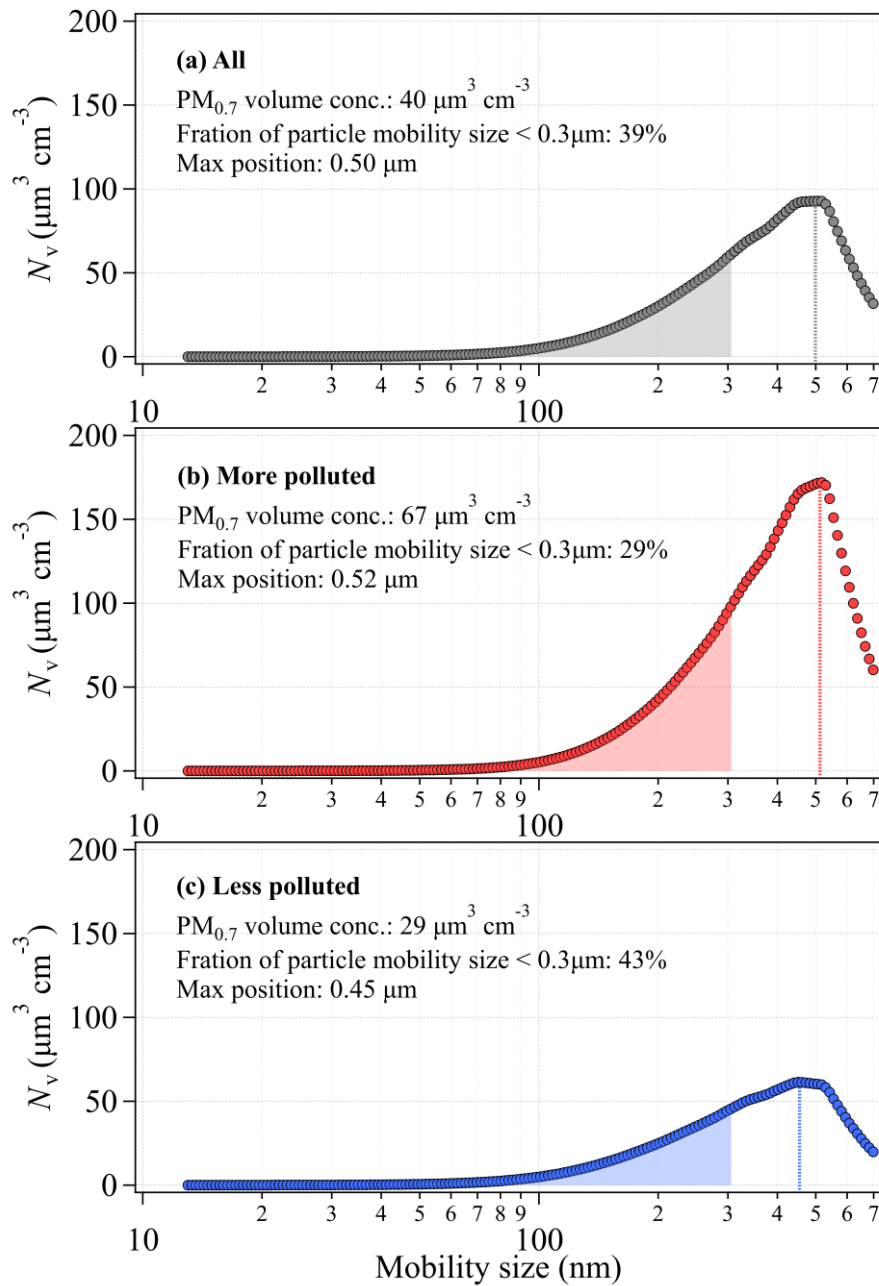 200
150
100
50
0
Nv (μm³ cm⁻³)
(a) All
PM0.7 volume conc.: 40 μm³ cm⁻³
Fration of particle mobility size < 0.3μm: 39%
Max position: 0.50 μm
2 3 4 5 6 7 8 9 2 3 4 5 6 7
10 100
200
150
100
50
0
Nv (μm³ cm⁻³)
(b) More polluted
PM0.7 volume conc.: 67 μm³ cm⁻³
Fration of particle mobility size < 0.3μm: 29%
Max position: 0.52 μm
2 3 4 5 6 7 8 9 2 3 4 5 6 7
10 100
200
150
100
50
0
Nv (μm³ cm⁻³)
(c) Less polluted
PM0.7 volume conc.: 29 μm³ cm⁻³
Fration of particle mobility size < 0.3μm: 43%
Max position: 0.45 μm
2 3 4 5 6 7 8 9 2 3 4 5 6 7
10 100
Mobility size (nm)